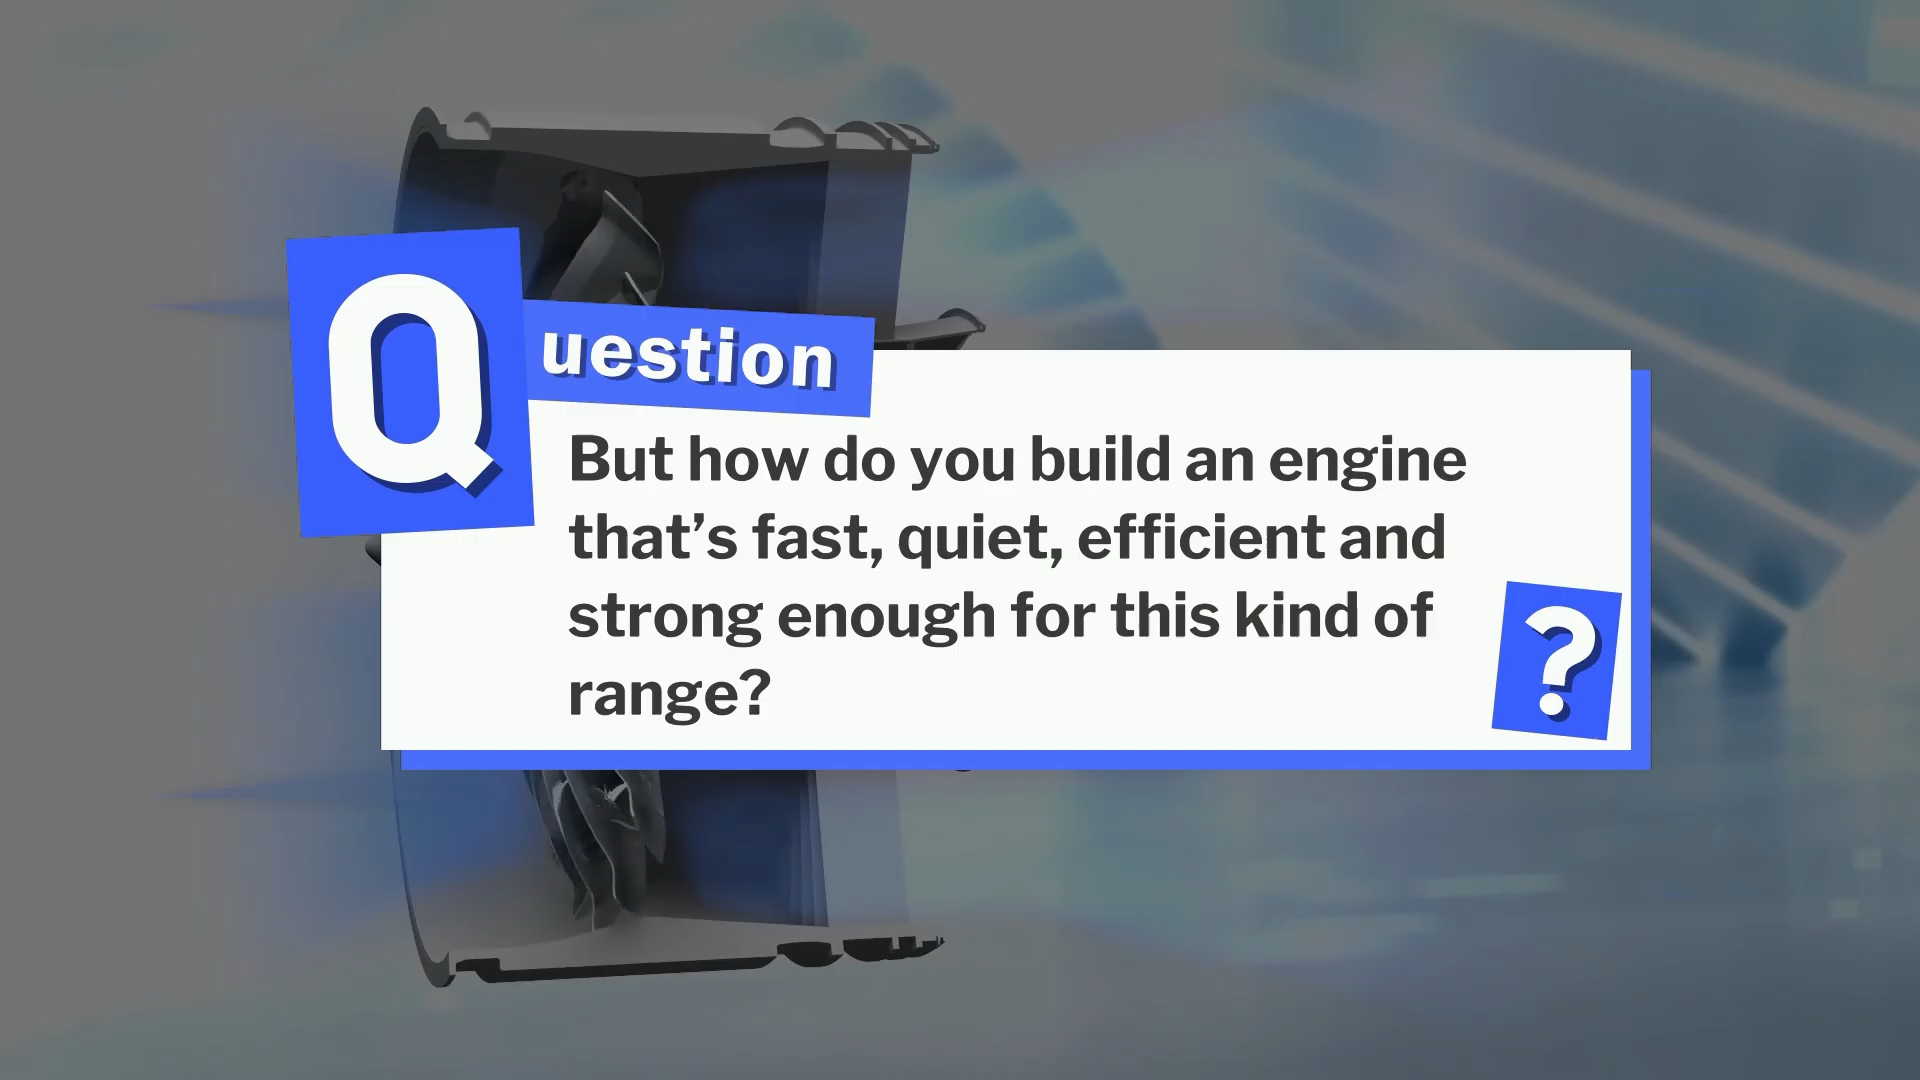 Question
But how do you build an engine
that’s fast, quiet, efficient and
strong enough for this kind of
range?
?